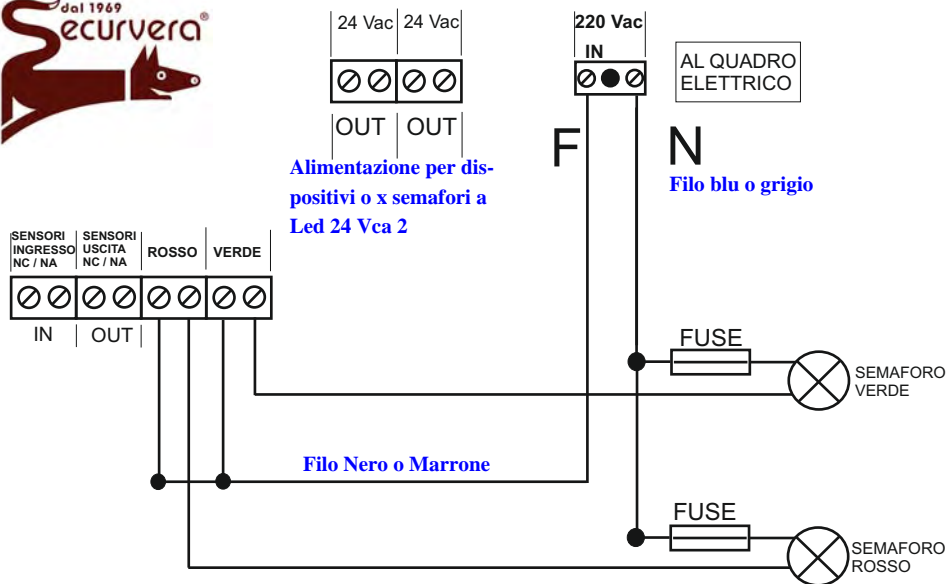 dal 1969
Securvera®
24 Vac 24 Vac
OUT OUT
Alimentazione per dis-
positivi o x semafori a
Led 24 Vca 2
220 Vac
IN
AL QUADRO
ELETTRICO
F N
Filo blu o grigio
SENSORI
INGRESSO
NC / NA
SENSORI
USCITA
NC / NA
ROSSO
VERDE
IN OUT
FUSE
SEMAFORO
VERDE
Filo Nero o Marrone
FUSE
SEMAFORO
ROSSO